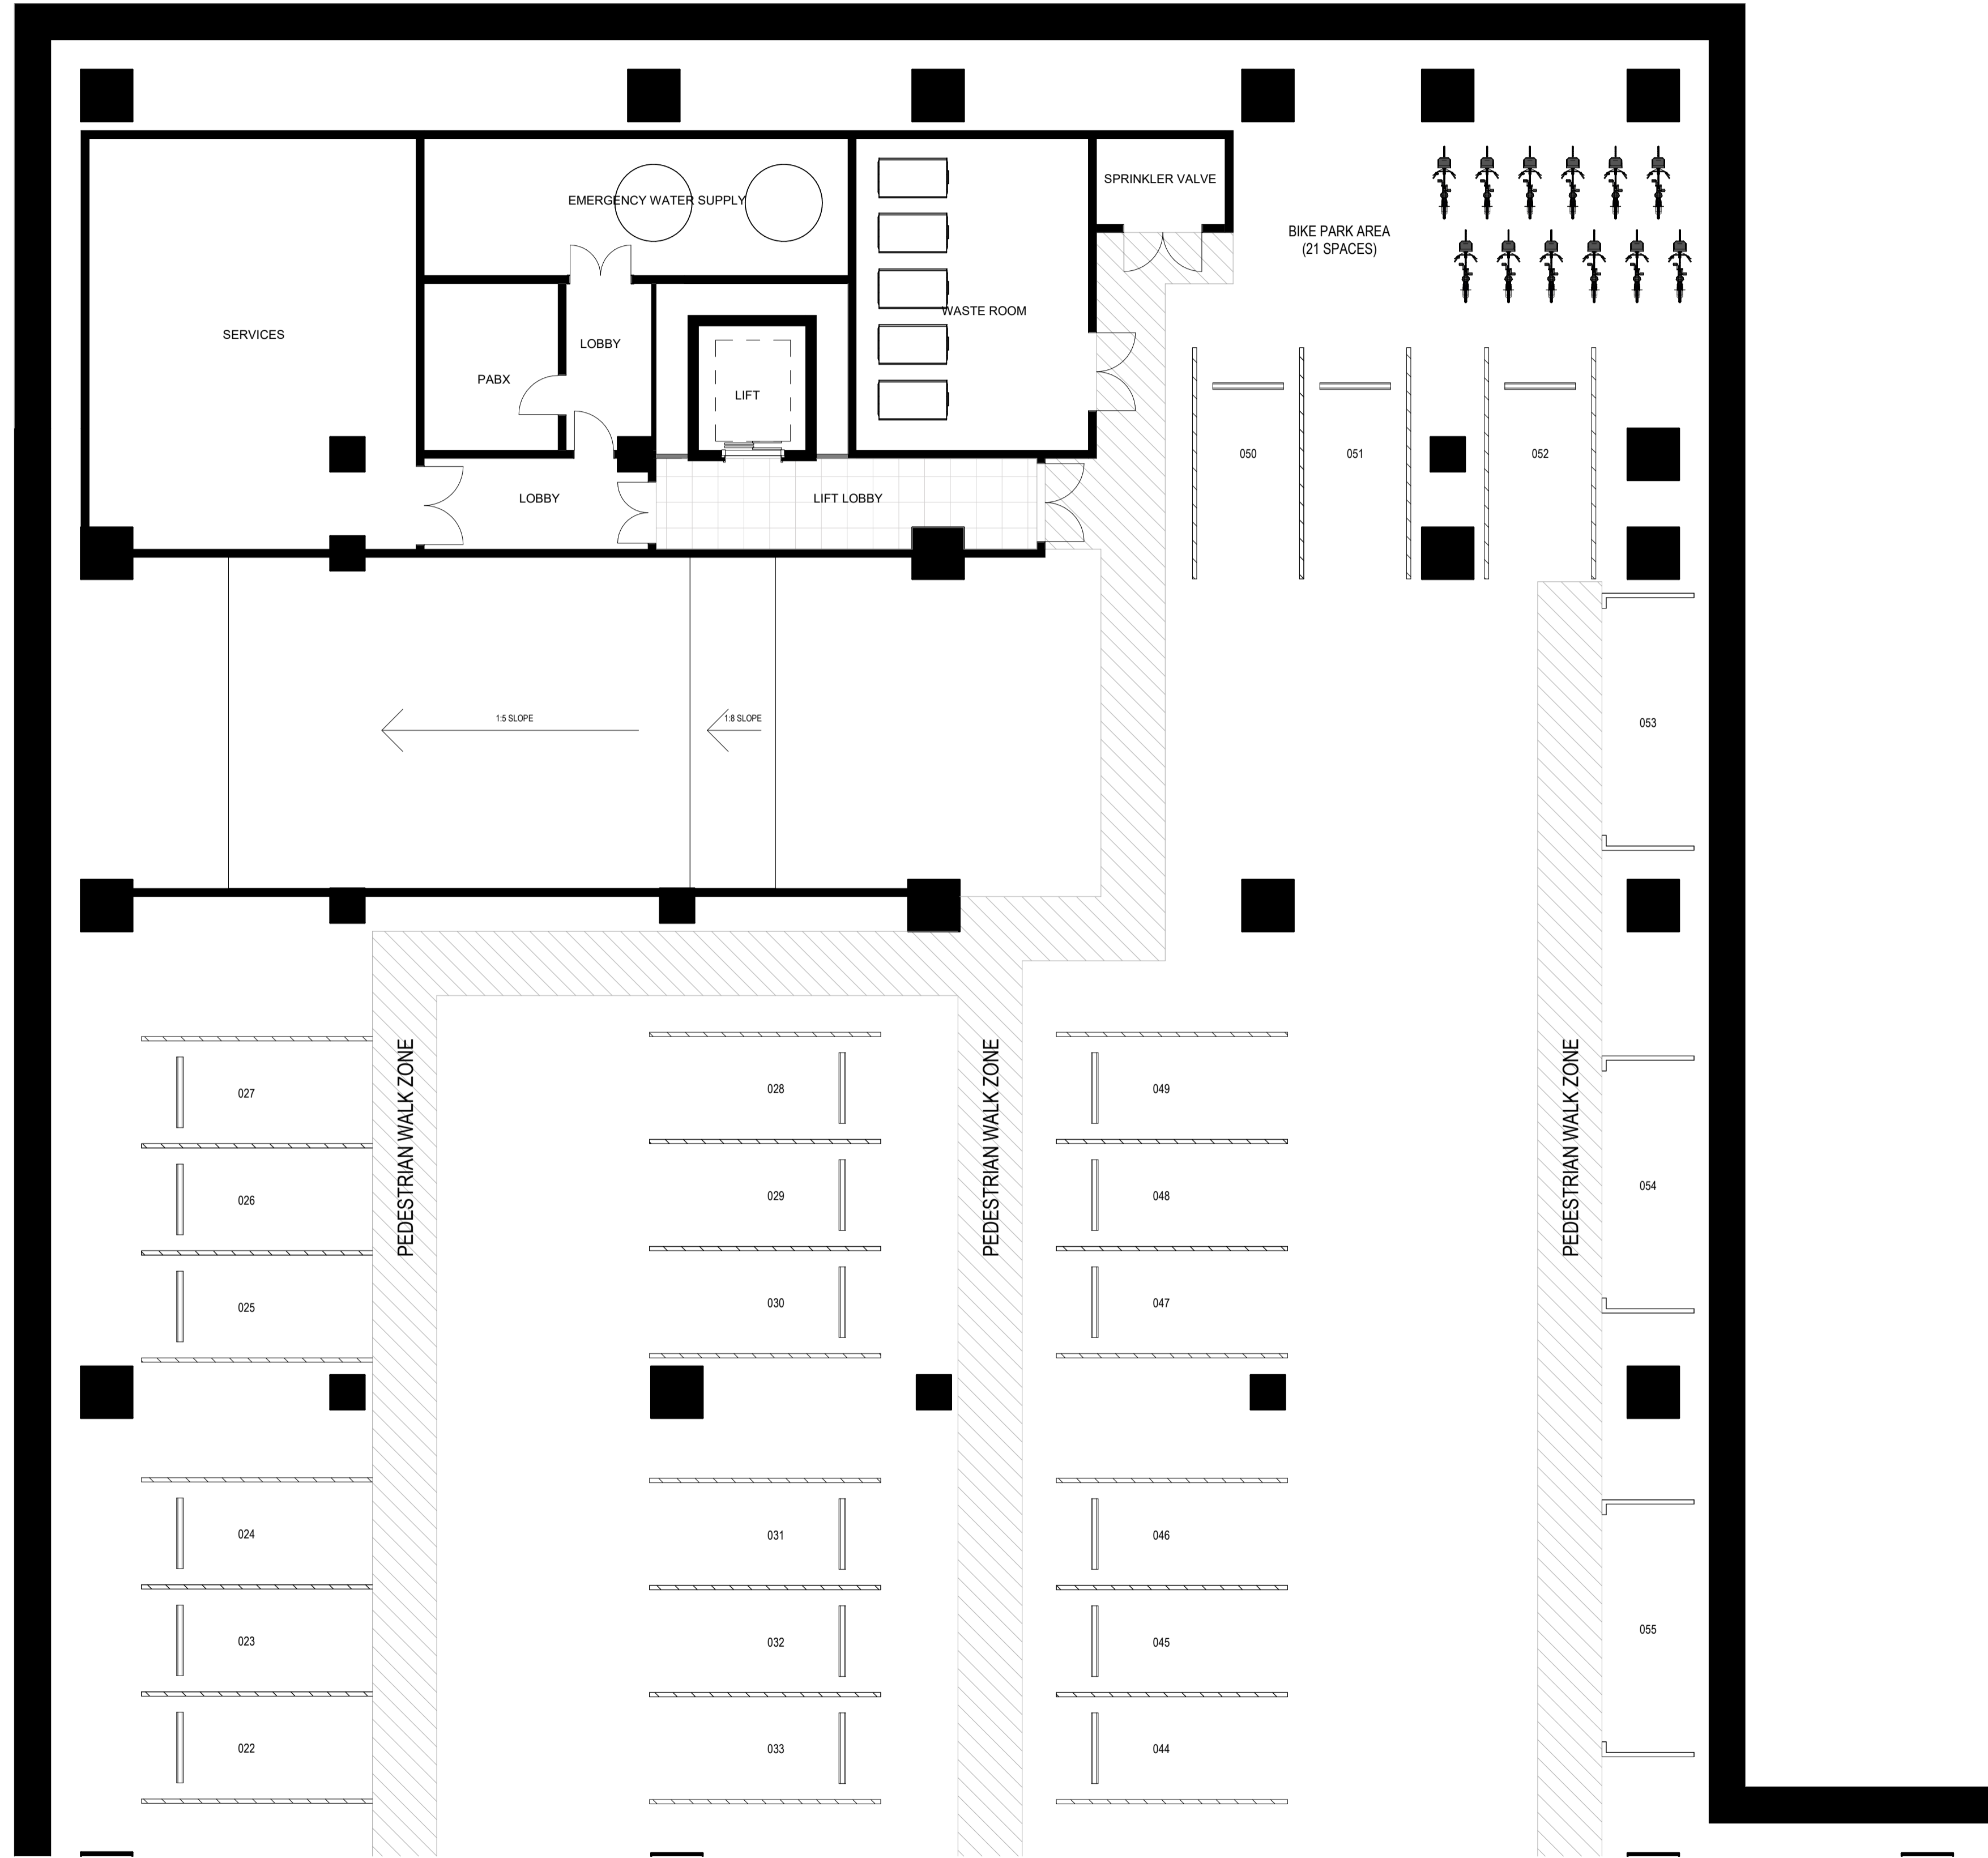 SPRINKLER VALVE
EMERGENCY WATER SUPPLY
BIKE PARK AREA
(21 SPACES)
WASTE ROOM
SERVICES
LOBBY
PABX
LIFT
050
051
052
LOBBY
LIFT LOBBY
1:5 SLOPE
1:8 SLOPE
053
PEDESTRIAN WALK ZONE
PEDESTRIAN WALK ZONE
PEDESTRIAN WALK ZONE
027
028
049
026
029
048
054
025
030
047
024
031
046
023
032
045
055
022
033
044